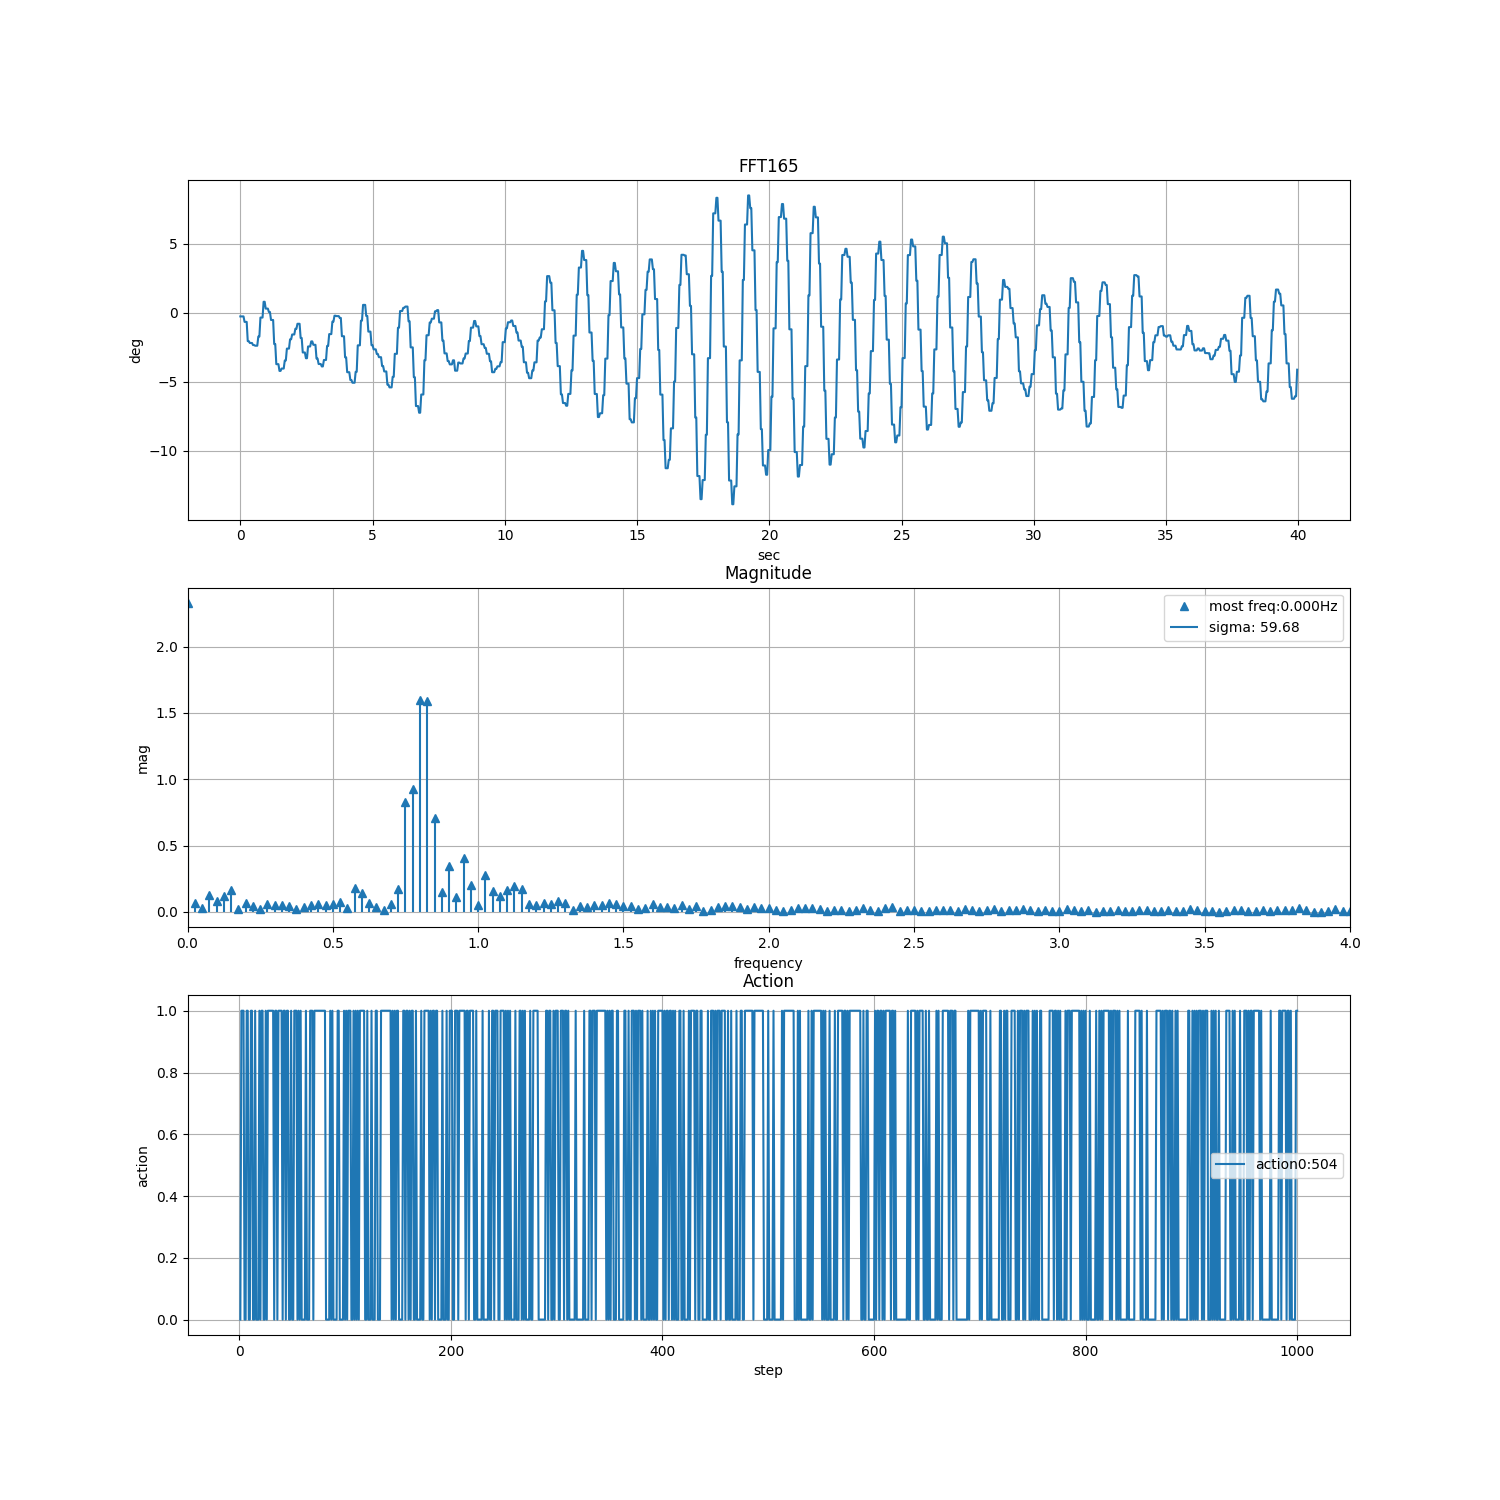 FFT165
5
0
−5
−10
deg
0 5 10 15 20 25 30 35 40
sec
Magnitude
most freq:0.000Hz
sigma: 59.68
2.0
1.5
1.0
0.5
0.0
mag
0.0 0.5 1.0 1.5 2.0 2.5 3.0 3.5 4.0
frequency
Action
1.0
0.8
0.6
0.4
0.2
0.0
action
action0:504
0 200 400 600 800 1000
step